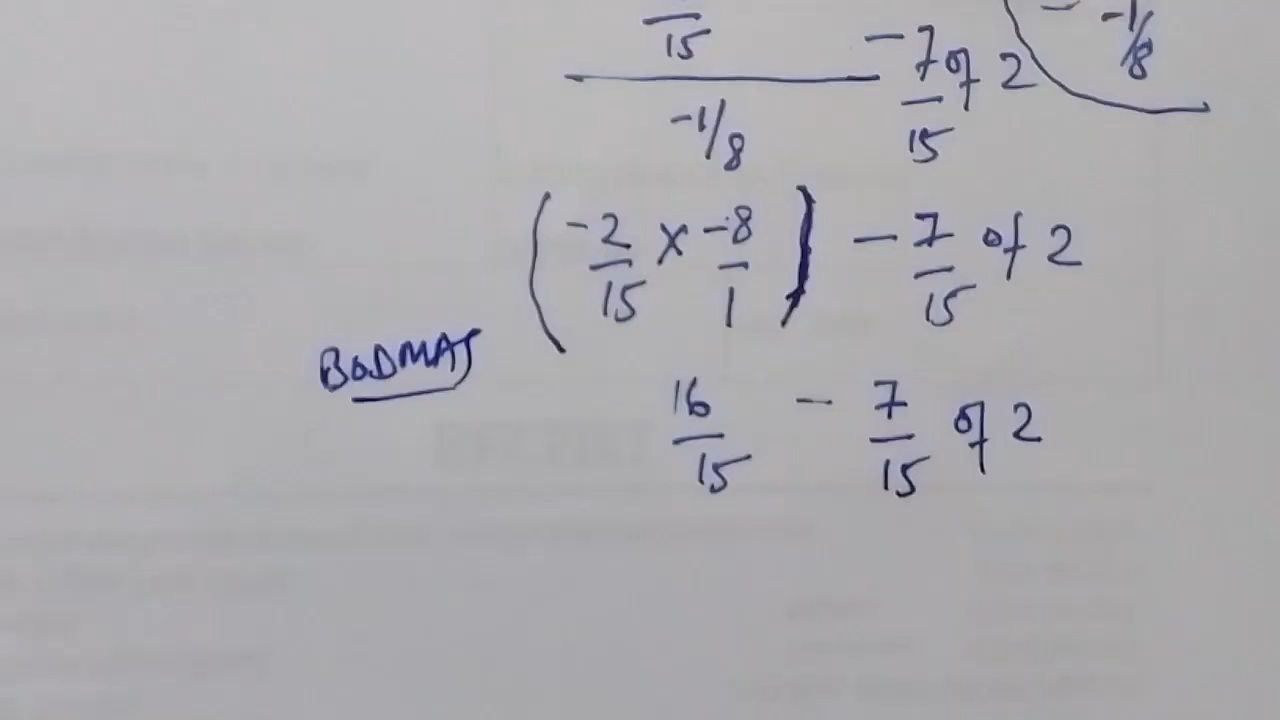 — 15 - 7/15 of 2
-1/8
= -1/8
(-2/15 × -8/1) - 7/15 of 2
BODMAS
16/15 - 7/15 of 2